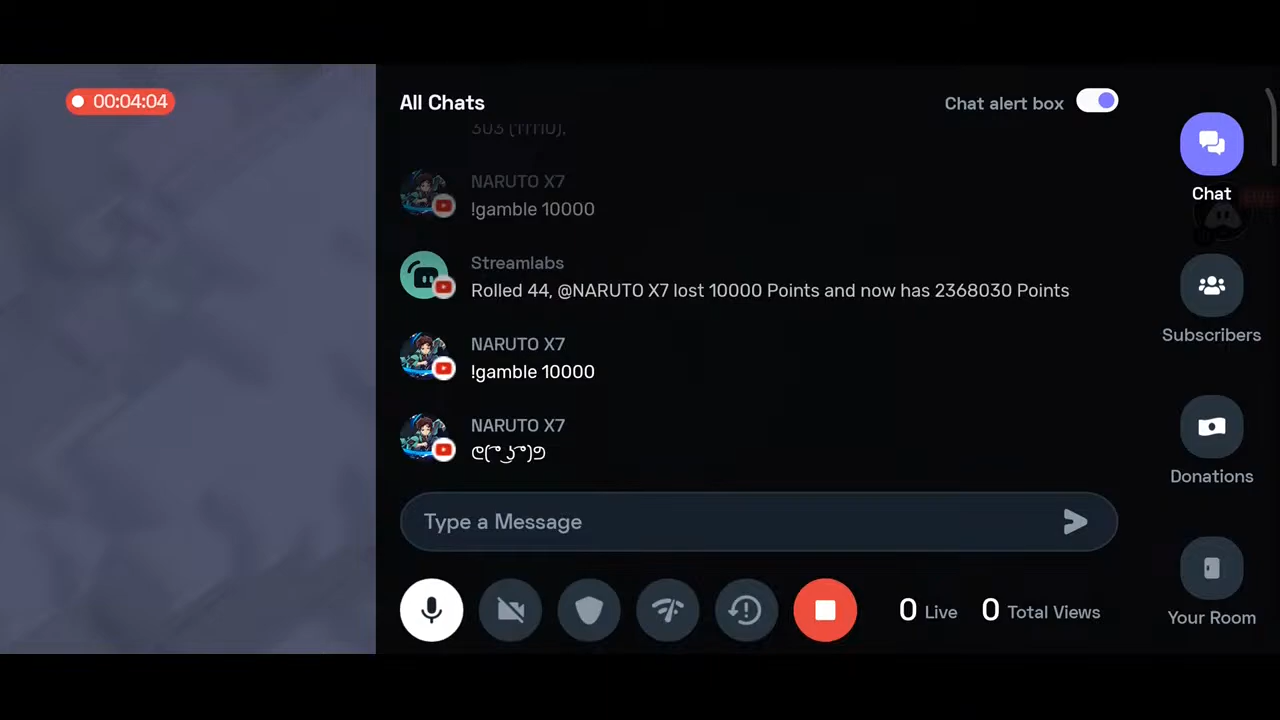 00:04:04
All Chats
Chat alert box
NARUTO X7
!gamble 10000
Streamlabs
Rolled 44, @NARUTO X7 lost 10000 Points and now has 2368030 Points
NARUTO X7
!gamble 10000
NARUTO X7
Type a Message
0 Live 0 Total Views
Chat
Subscribers
Donations
Your Room